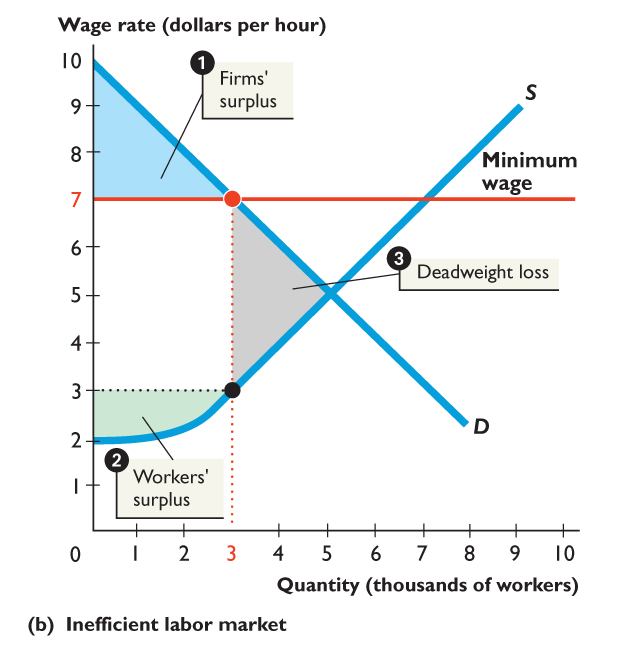 Wage rate (dollars per hour)
10
1
Firms'
surplus
9
S
8
Minimum
wage
7
6
3
Deadweight loss
5
4
3
2
D
2
Workers'
surplus
1
0 1 2 3 4 5 6 7 8 9 10
Quantity (thousands of workers)
(b) Inefficient labor market